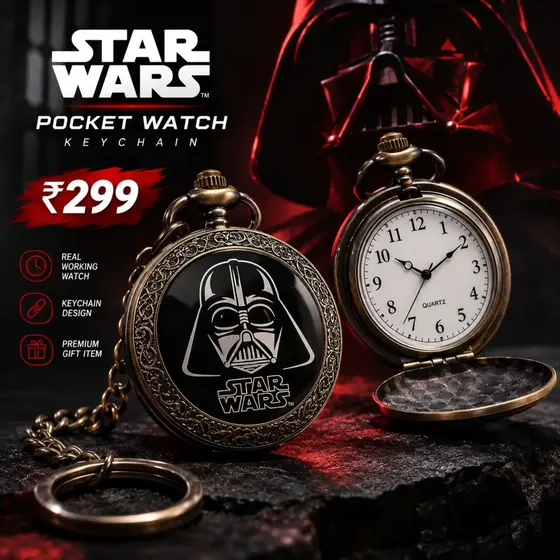 STAR
WARS
TM
POCKET WATCH
KEYCHAIN
₹299
REAL
WORKING
WATCH
KEYCHAIN
DESIGN
PREMIUM
GIFT ITEM
STAR
WARS
12
1
2
3
4
5
6
7
8
9
10
11
QUARTZ